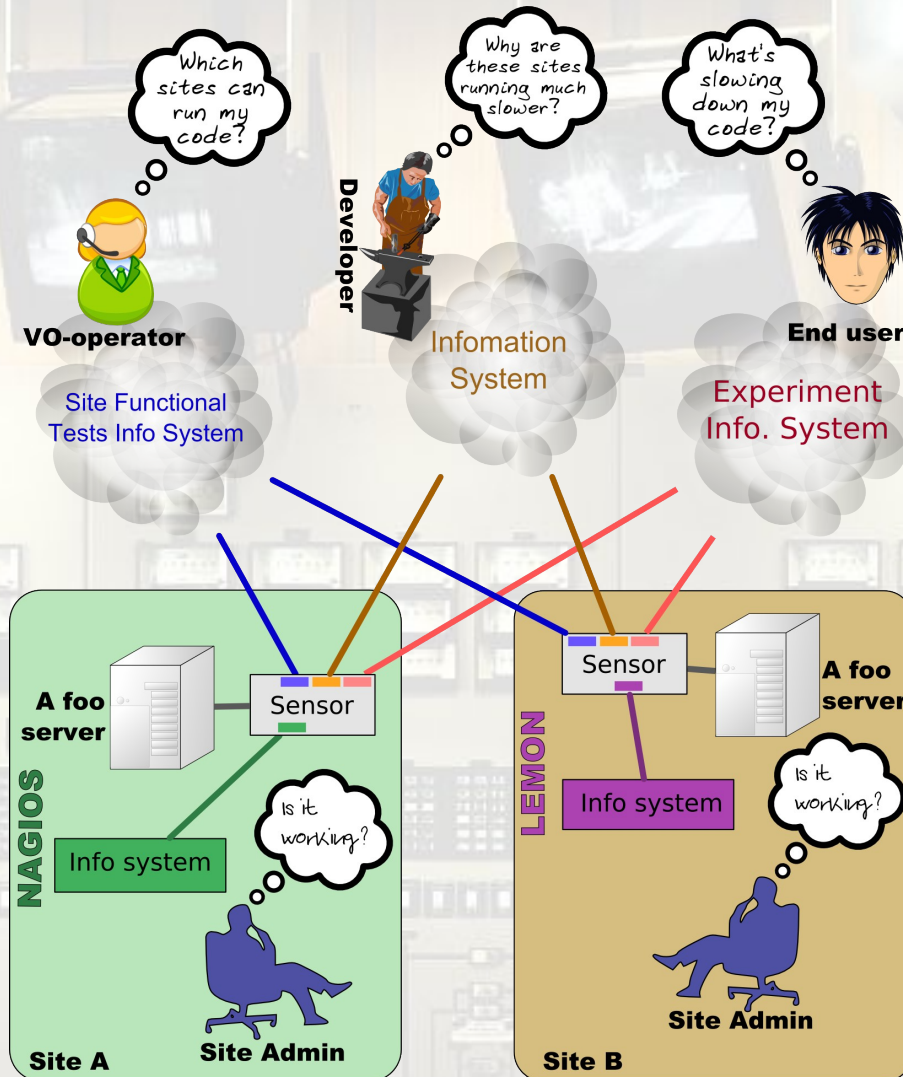 Which
sites can
run my
code?
Why are
these sites
running much
slower?
What's
slowing
down my
code?
VO-operator
Developer
End user
Site Functional
Tests Info System
Infomation
System
Experiment
Info. System
A foo
server
Sensor
NAGIOS
Info system
Is it
working?
Site Admin
Site A
Sensor
A foo
server
LEMON
Info system
Is it
working?
Site Admin
Site B